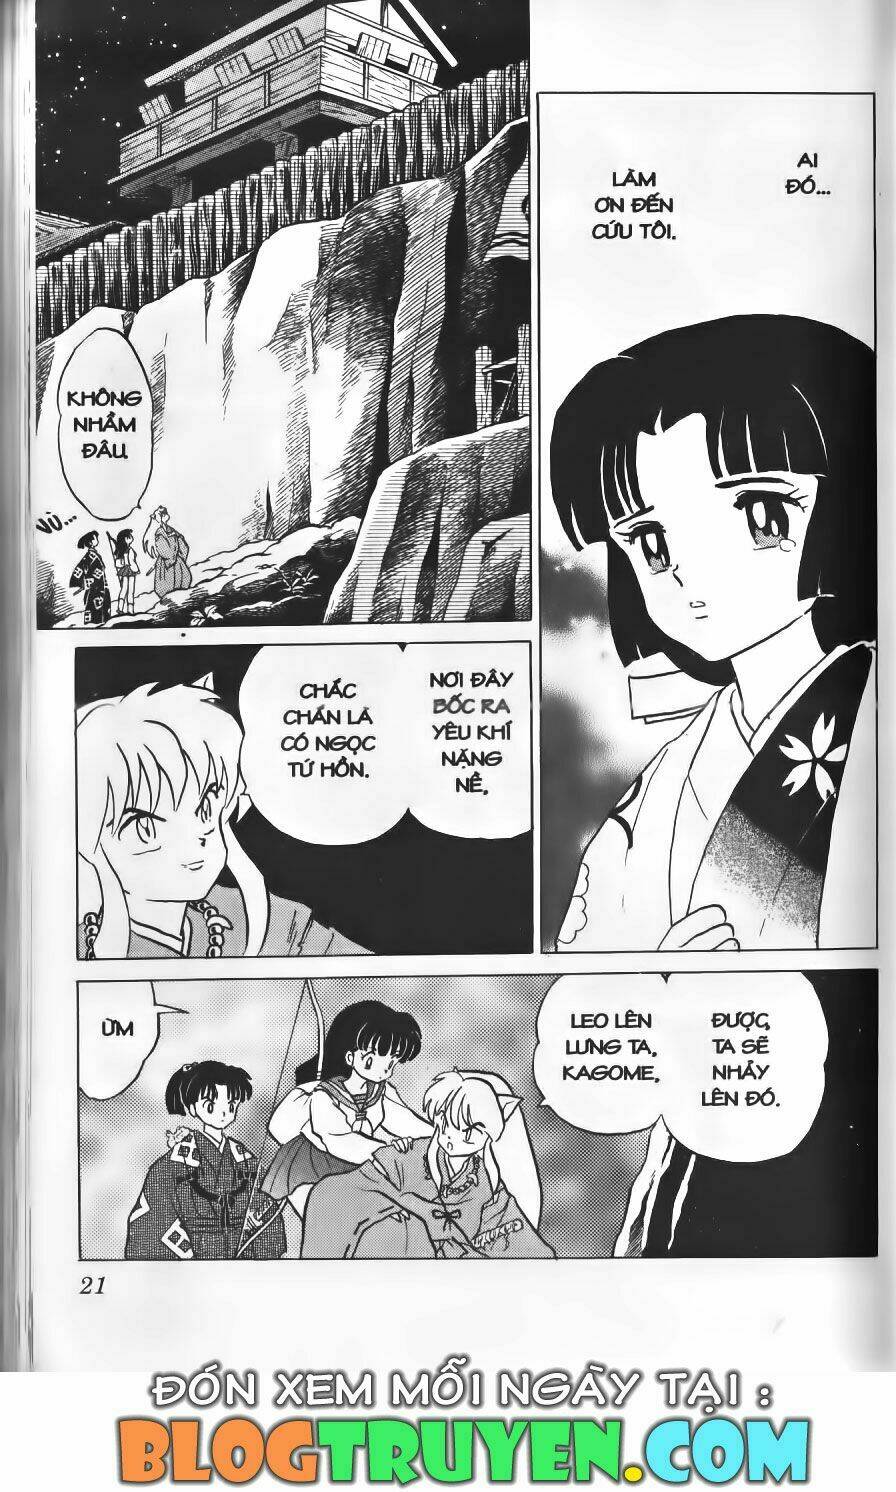 AI
ĐÓ...
LÀM
ƠN ĐẾN
CỨU TÔI.
KHÔNG
NHẦM
ĐÂU.
VÙ...
NƠI ĐÂY
BỐC RA
YÊU KHÍ
NẶNG
NỀ,
CHẮC
CHẮN LÀ
CÓ NGỌC
TỨ HỒN.
ĐƯỢC,
TA SẼ
NHẢY
LÊN ĐÓ.
LEO LÊN
LƯNG TA,
KAGOME.
ỪM
21
ĐÓN XEM MỖI NGÀY TẠI :
BLOGTRUYEN.COM